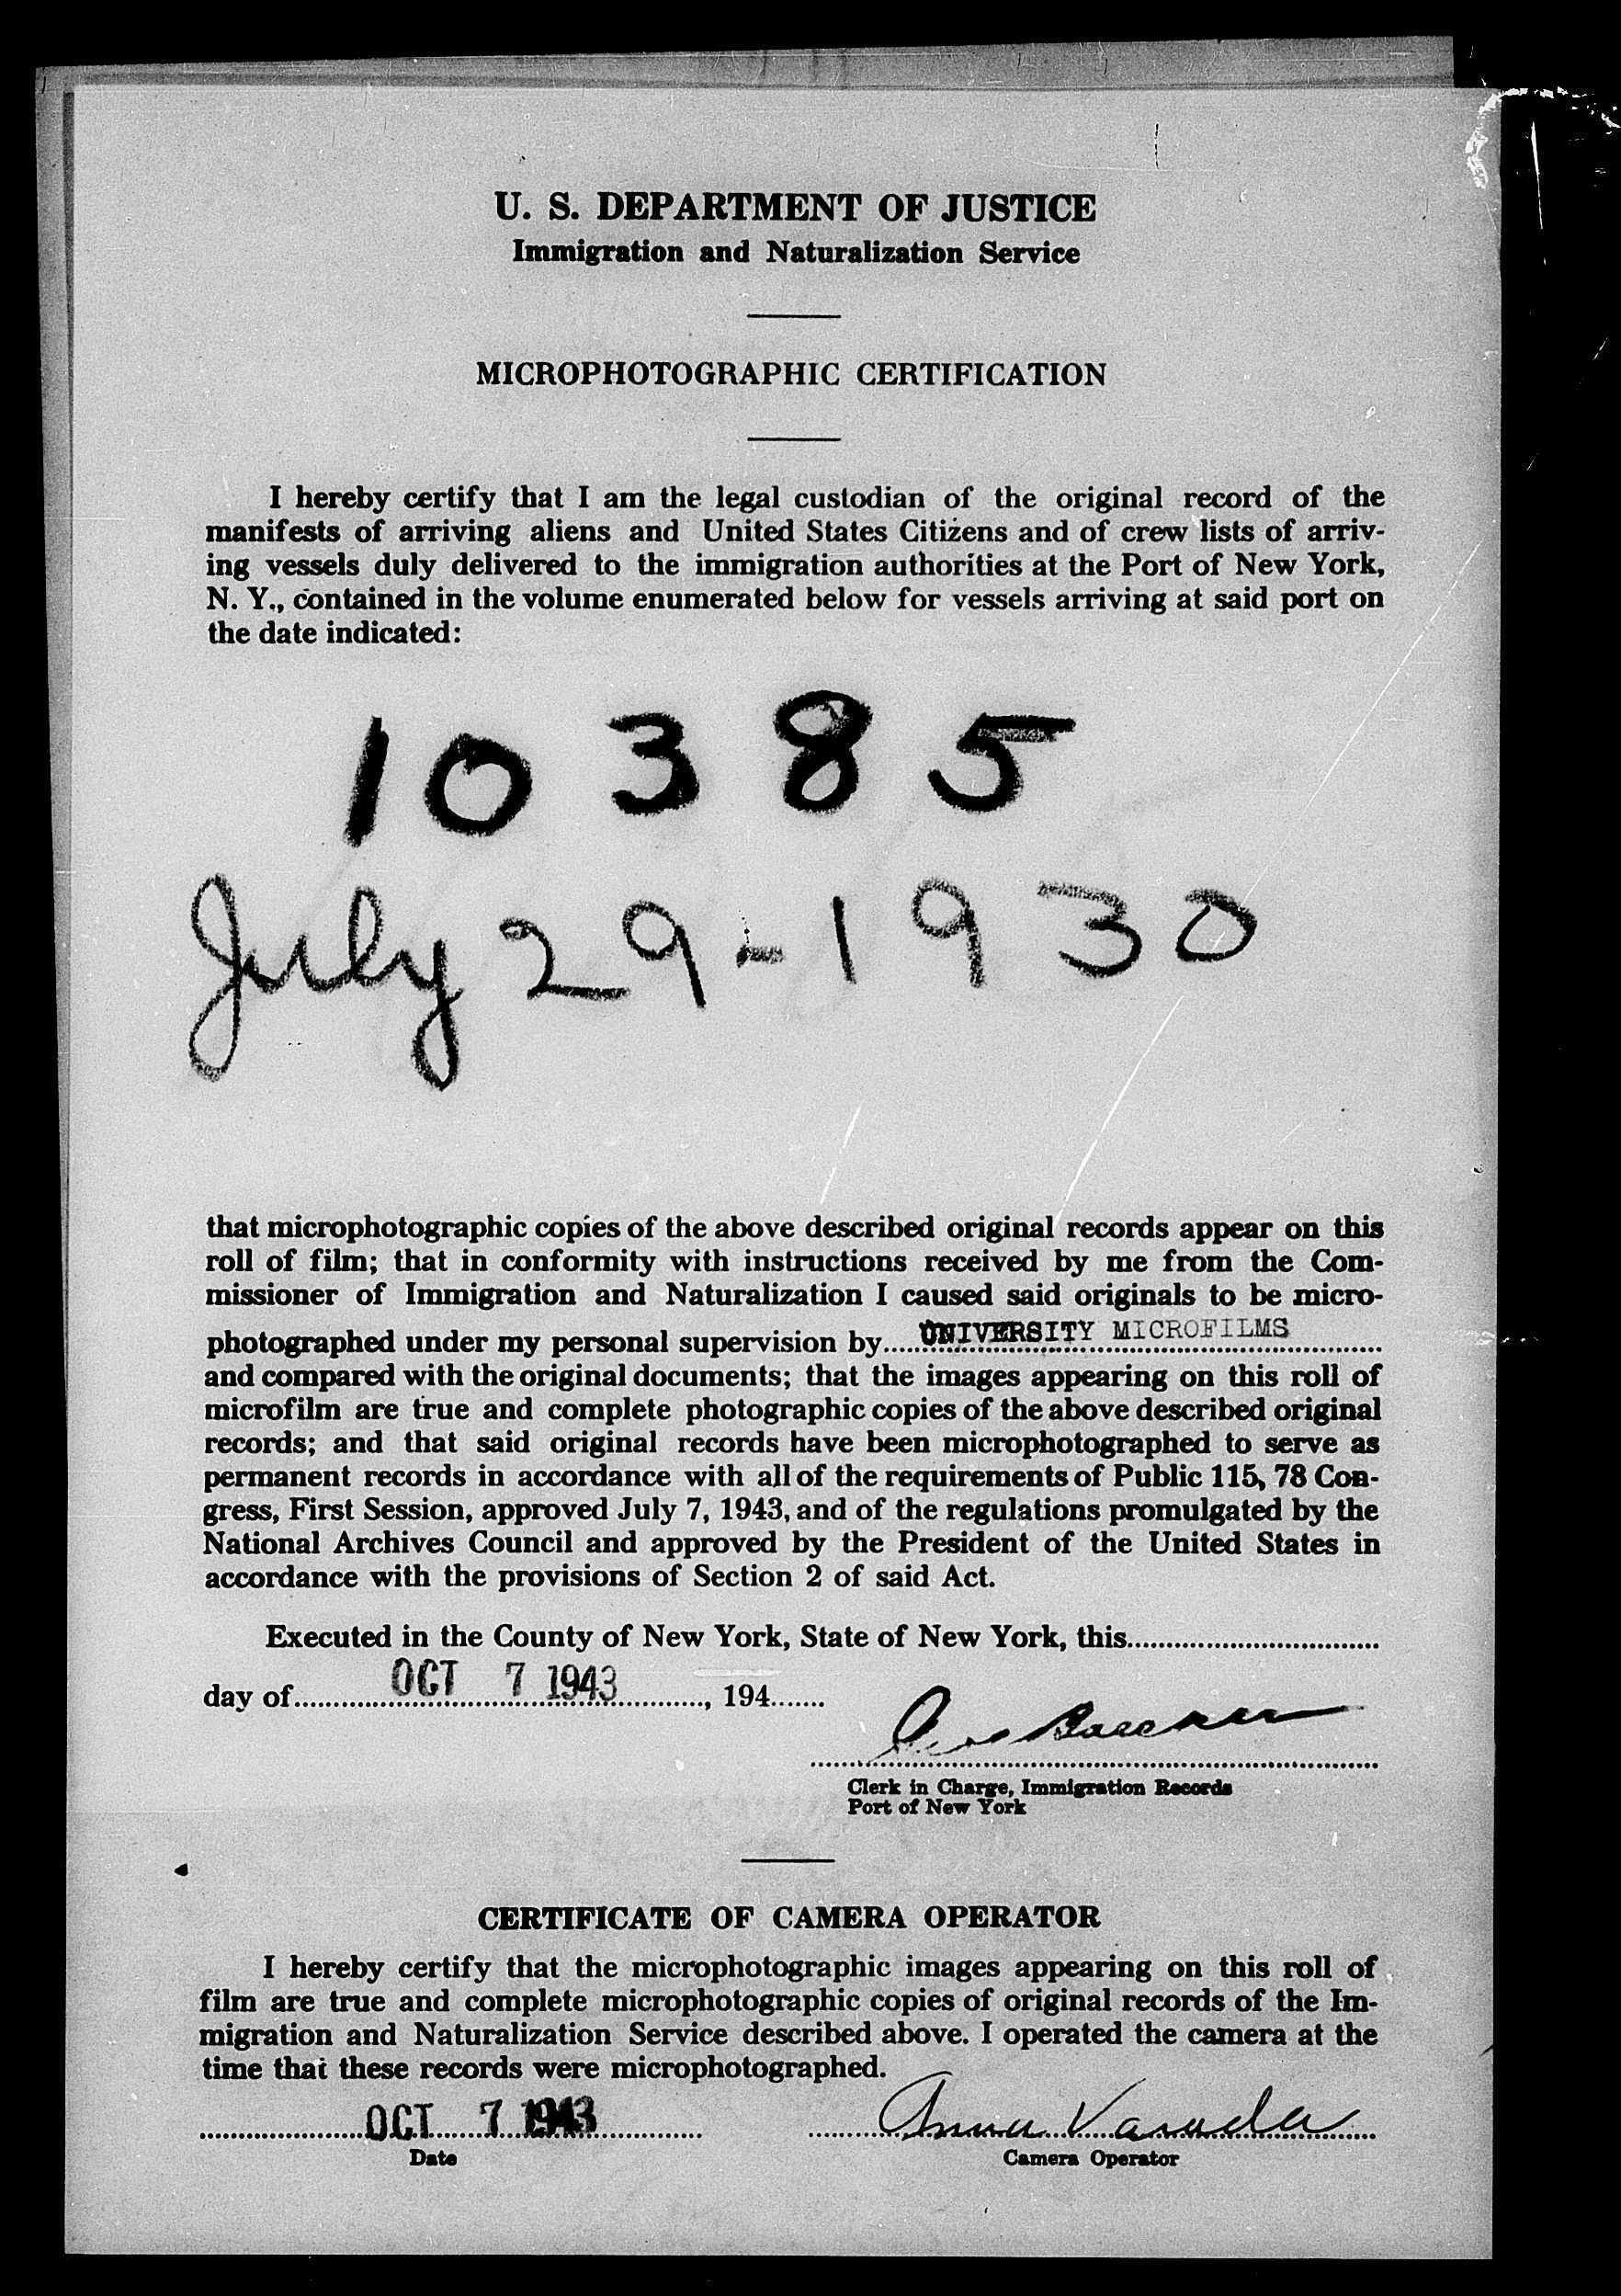 U. S. DEPARTMENT OF JUSTICE
Immigration and Naturalization Service
MICROPHOTOGRAPHIC CERTIFICATION
I hereby certify that I am the legal custodian of the original record of the
manifests of arriving aliens and United States Citizens and of crew lists of arriv-
ing vessels duly delivered to the immigration authorities at the Port of New York,
N. Y., contained in the volume enumerated below for vessels arriving at said port on
the date indicated:
10385
July 29-1930
that microphotographic copies of the above described original records appear on this
roll of film; that in conformity with instructions received by me from the Com-
missioner of Immigration and Naturalization I caused said originals to be micro-
photographed under my personal supervision by UNIVERSITY MICROFILMS
and compared with the original documents; that the images appearing on this roll of
microfilm are true and complete photographic copies of the above described original
records; and that said original records have been microphotographed to serve as
permanent records in accordance with all of the requirements of Public 115, 78 Con-
gress, First Session, approved July 7, 1943, and of the regulations promulgated by the
National Archives Council and approved by the President of the United States in
accordance with the provisions of Section 2 of said Act.
Executed in the County of New York, State of New York, this
day of OCT 7 1943, 194
Clerk in Charge, Immigration Records
Port of New York
CERTIFICATE OF CAMERA OPERATOR
I hereby certify that the microphotographic images appearing on this roll of
film are true and complete microphotographic copies of original records of the Im-
migration and Naturalization Service described above. I operated the camera at the
time that these records were microphotographed.
OCT 7 1943 Anna
Date Camera Operator